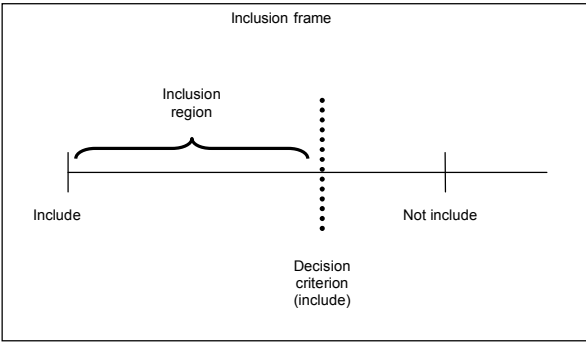 Inclusion frame
Inclusion
region
Include
Not include
Decision
criterion
(include)